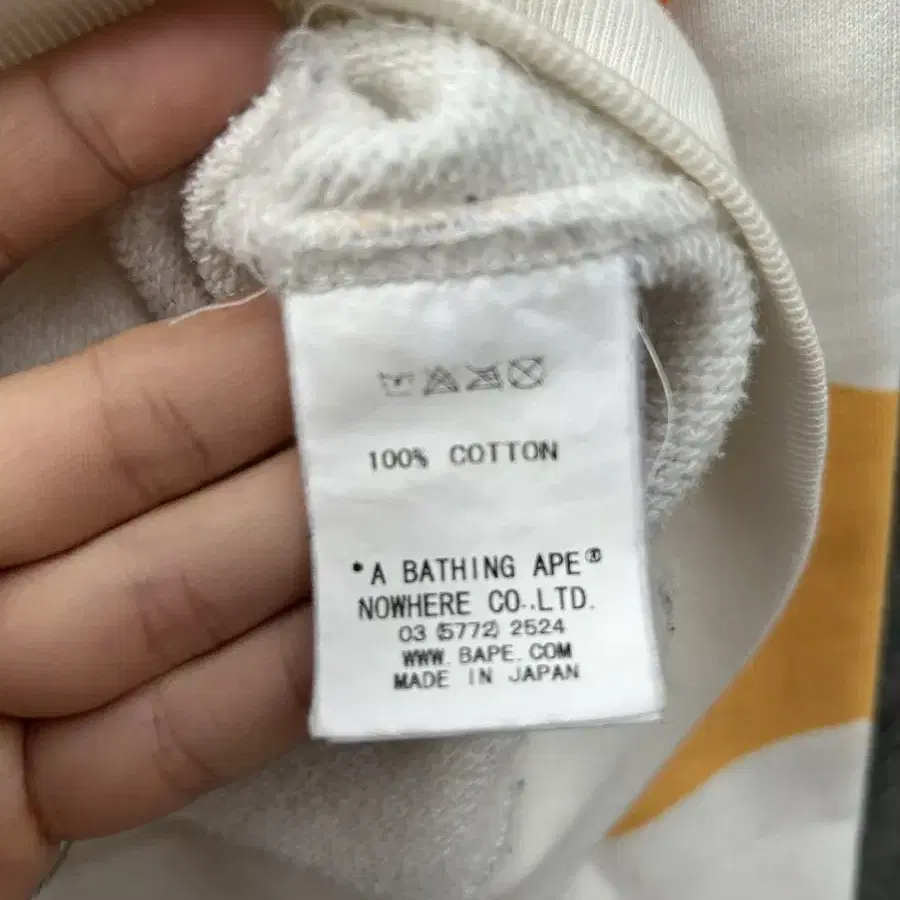 100% COTTON
"A BATHING APE®
NOWHERE CO.,LTD.
03 (5772) 2524
WWW.BAPE.COM
MADE IN JAPAN